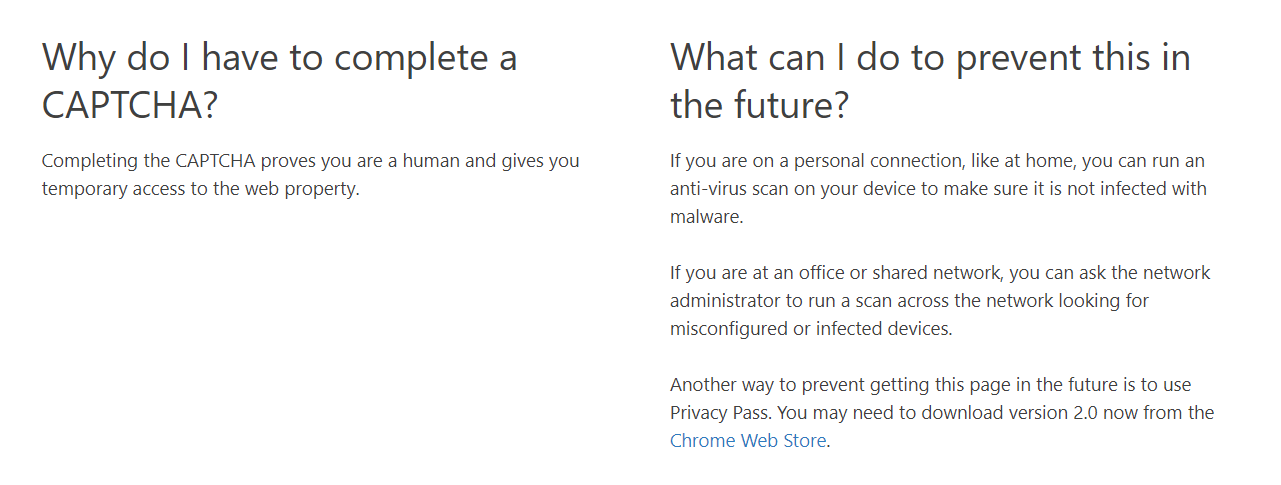 Why do I have to complete a
CAPTCHA?
Completing the CAPTCHA proves you are a human and gives you
temporary access to the web property.
What can I do to prevent this in
the future?
If you are on a personal connection, like at home, you can run an
anti-virus scan on your device to make sure it is not infected with
malware.
If you are at an office or shared network, you can ask the network
administrator to run a scan across the network looking for
misconfigured or infected devices.
Another way to prevent getting this page in the future is to use
Privacy Pass. You may need to download version 2.0 now from the
Chrome Web Store.